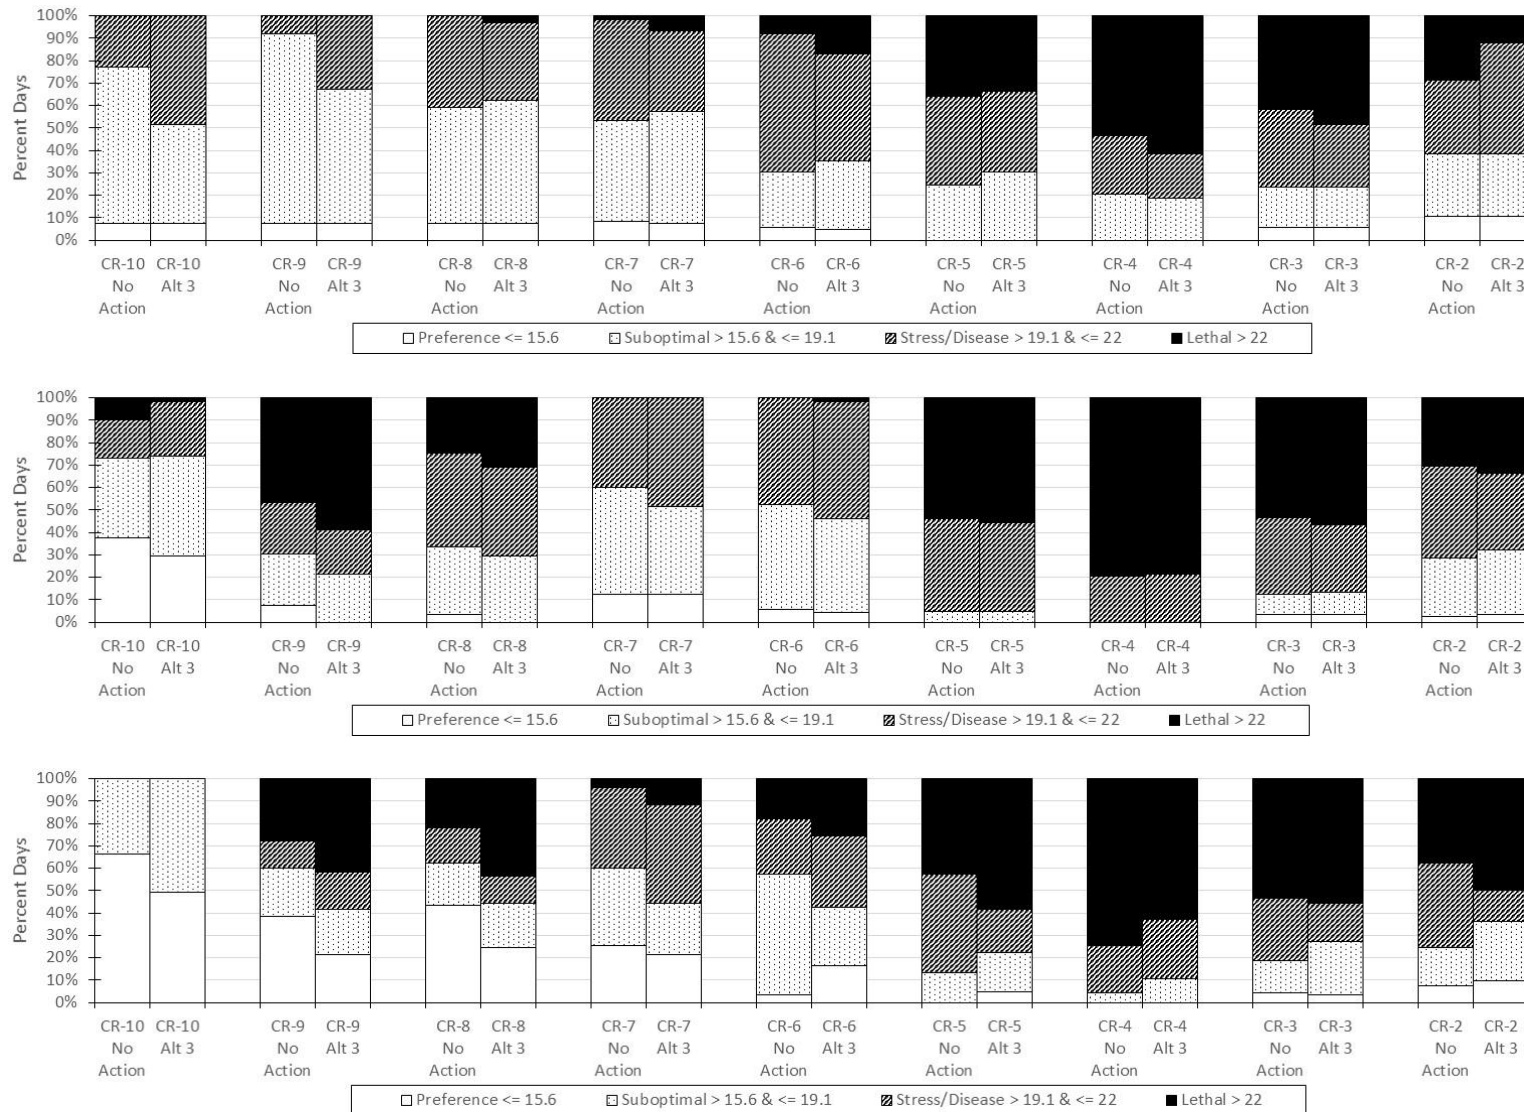 Percent Days
100%
90%
80%
70%
60%
50%
40%
30%
20%
10%
0%
CR-10 CR-10 CR-9 CR-9 CR-8 CR-8 CR-7 CR-7 CR-6 CR-6 CR-5 CR-5 CR-4 CR-4 CR-3 CR-3 CR-2 CR-2
No Alt 3 No Alt 3 No Alt 3 No Alt 3 No Alt 3 No Alt 3 No Alt 3 No Alt 3 No Alt 3
Action Action Action Action Action Action Action Action Action
Preference <= 15.6 Suboptimal > 15.6 & <= 19.1 Stress/Disease > 19.1 & <= 22 Lethal > 22
Percent Days
100%
90%
80%
70%
60%
50%
40%
30%
20%
10%
0%
CR-10 CR-10 CR-9 CR-9 CR-8 CR-8 CR-7 CR-7 CR-6 CR-6 CR-5 CR-5 CR-4 CR-4 CR-3 CR-3 CR-2 CR-2
No Alt 3 No Alt 3 No Alt 3 No Alt 3 No Alt 3 No Alt 3 No Alt 3 No Alt 3 No Alt 3
Action Action Action Action Action Action Action Action Action
Preference <= 15.6 Suboptimal > 15.6 & <= 19.1 Stress/Disease > 19.1 & <= 22 Lethal > 22
Percent Days
100%
90%
80%
70%
60%
50%
40%
30%
20%
10%
0%
CR-10 CR-10 CR-9 CR-9 CR-8 CR-8 CR-7 CR-7 CR-6 CR-6 CR-5 CR-5 CR-4 CR-4 CR-3 CR-3 CR-2 CR-2
No Alt 3 No Alt 3 No Alt 3 No Alt 3 No Alt 3 No Alt 3 No Alt 3 No Alt 3 No Alt 3
Action Action Action Action Action Action Action Action Action
Preference <= 15.6 Suboptimal > 15.6 & <= 19.1 Stress/Disease > 19.1 & <= 22 Lethal > 22